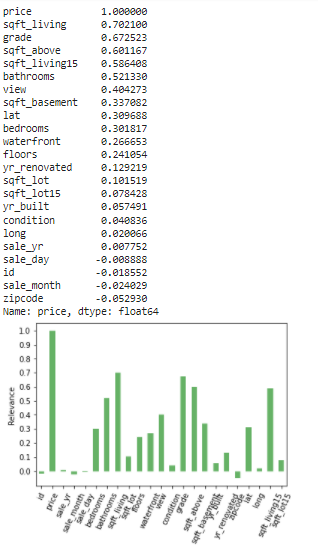 price 1.000000
sqft_living 0.702100
grade 0.672523
sqft_above 0.601167
sqft_living15 0.586408
bathrooms 0.521330
view 0.404273
sqft_basement 0.337082
lat 0.309688
bedrooms 0.301817
waterfront 0.266653
floors 0.241054
yr_renovated 0.129219
sqft_lot 0.101519
sqft_lot15 0.078428
yr_built 0.057491
condition 0.040836
long 0.020066
sale_yr 0.007752
sale_day -0.008888
id -0.018552
sale_month -0.024029
zipcode -0.052930
Name: price, dtype: float64
1.0
0.9
0.8
0.7
0.6
0.5
0.4
0.3
0.2
0.1
0.0
Relevance
id
price
sale_yr
sale_month
sale_day
bedrooms
bathrooms
sqft_living
sqft_lot
floors
waterfront
view
condition
grade
sqft_above
sqft_basement
yr_built
yr_renovated
zipcode
lat
long
sqft_living15
sqft_lot15